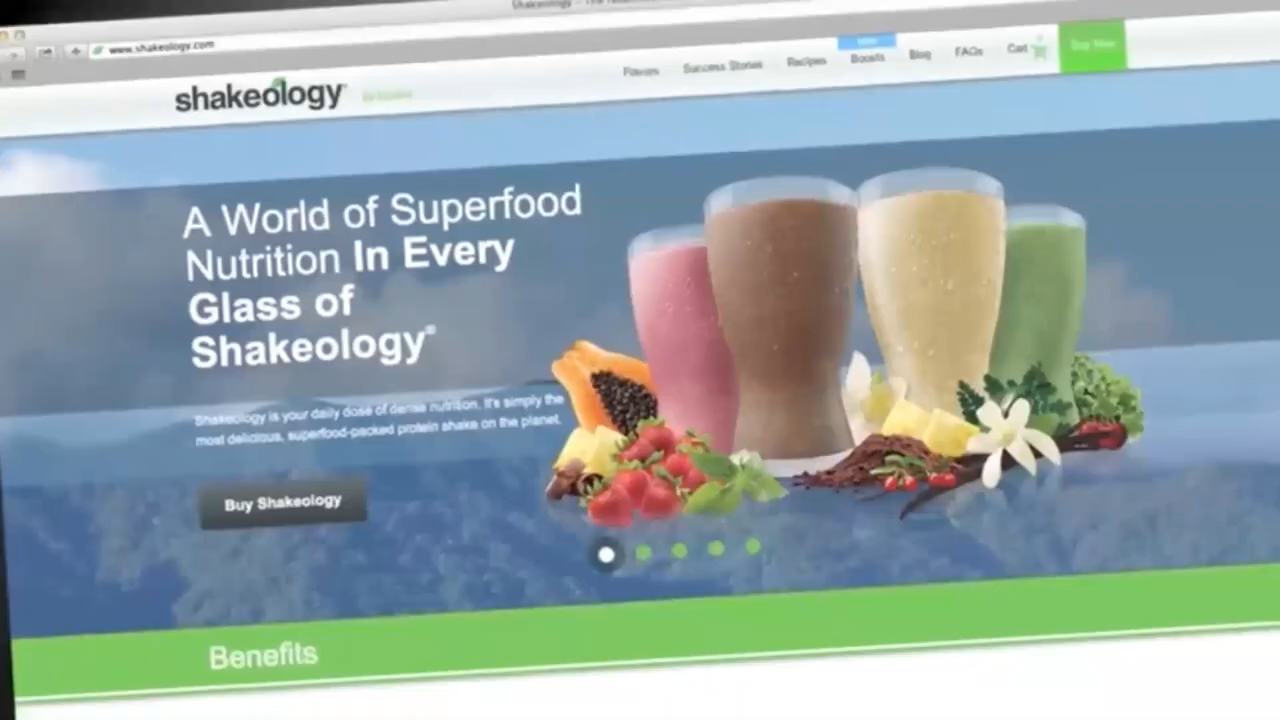 www.shakeology.com
shakeology
Flavors Success Stories Recipes Boosts Blog FAQs Cart Buy Now
A World of Superfood
Nutrition In Every
Glass of
Shakeology®
Shakeology is your daily dose of dense nutrition. It's simply the
most delicious, superfood-packed protein shake on the planet.
Buy Shakeology
Benefits